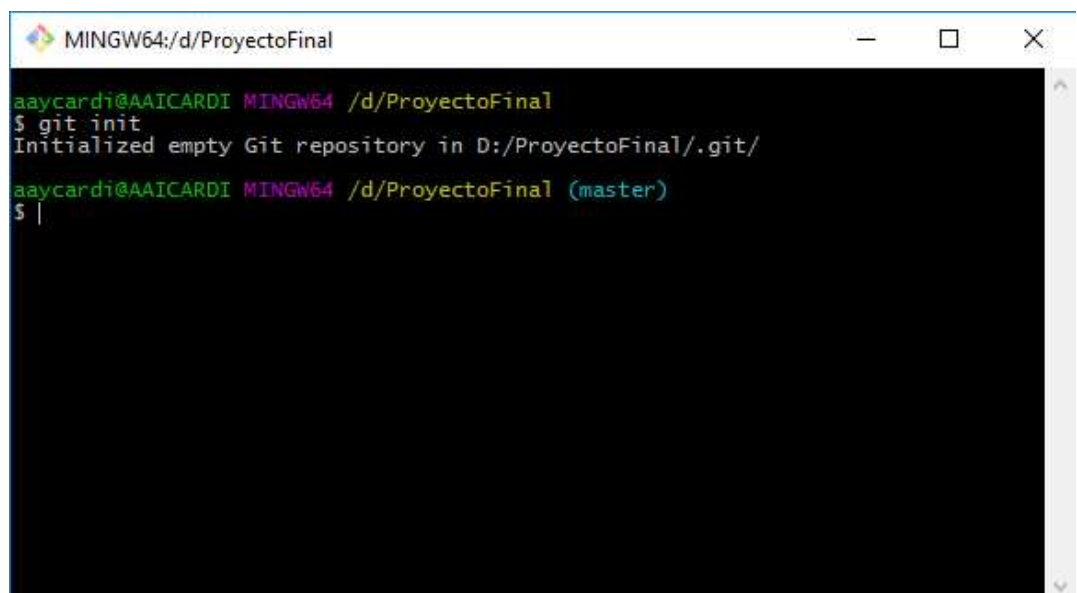 MINGW64:/d/ProyectoFinal
aaycardi@AAICARDI MINGW64 /d/ProyectoFinal
$ git init
Initialized empty Git repository in D:/ProyectoFinal/.git/
aaycardi@AAICARDI MINGW64 /d/ProyectoFinal (master)
$